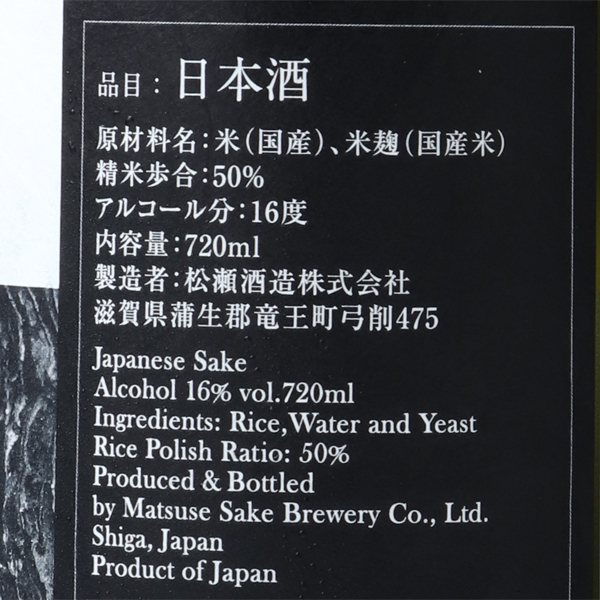 品目：日本酒
原材料名：米（国産）、米麹（国産米）
精米歩合：50%
アルコール分：16度
内容量：720ml
製造者：松瀬酒造株式会社
滋賀県蒲生郡竜王町弓削475
Japanese Sake
Alcohol 16% vol.720ml
Ingredients: Rice,Water and Yeast
Rice Polish Ratio: 50%
Produced & Bottled
by Matsuse Sake Brewery Co., Ltd.
Shiga, Japan
Product of Japan